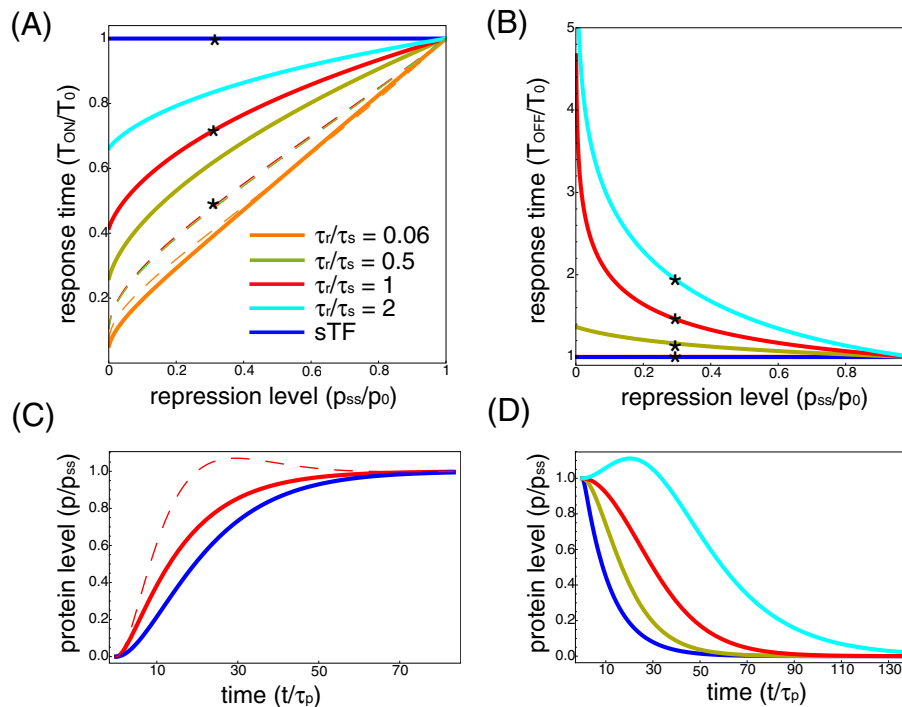 (A)
response time (TON/T0)
1
0.8
0.6
0.4
0.2
0 0.2 0.4 0.6 0.8 1
repression level (pss/p0)
τr/τs = 0.06
τr/τs = 0.5
τr/τs = 1
τr/τs = 2
sTF
* * *
(B)
response time (TOFF/T0)
5
4
3
2
1
0 0.2 0.4 0.6 0.8
repression level (pss/p0)
* * * *
(C)
protein level (p/pss)
1.0
0.8
0.6
0.4
0.2
0.0
10 30 50 70
time (t/τp)
(D)
protein level (p/pss)
1.0
0.8
0.6
0.4
0.2
0.0
10 30 50 70 90 110 130
time (t/τp)